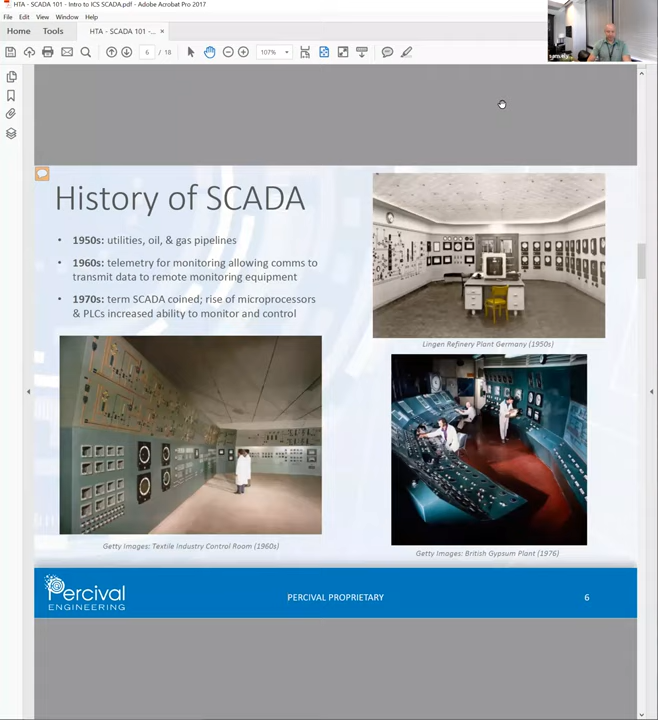 HTA - SCADA 101 - Intro to ICS SCADA.pdf - Adobe Acrobat Pro 2017
File Edit View Window Help
Home Tools HTA - SCADA 101 -... ×
6 / 18 107%
History of SCADA
• 1950s: utilities, oil, & gas pipelines
• 1960s: telemetry for monitoring allowing comms to
transmit data to remote monitoring equipment
• 1970s: term SCADA coined; rise of microprocessors
& PLCs increased ability to monitor and control
Lingen Refinery Plant Germany (1950s)
Getty Images: Textile Industry Control Room (1960s)
Getty Images: British Gypsum Plant (1976)
Percival
ENGINEERING
PERCIVAL PROPRIETARY
6